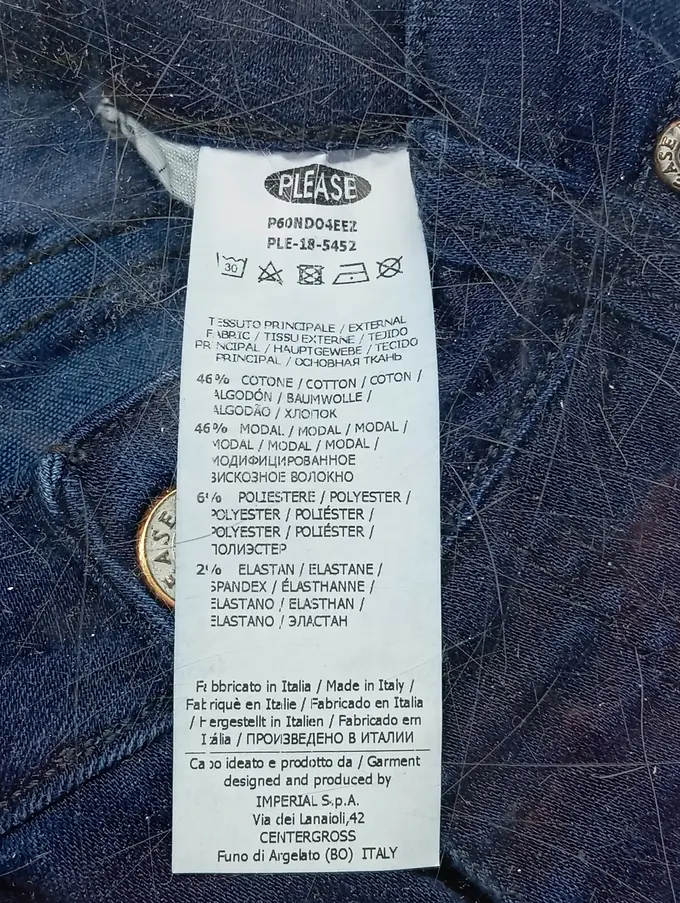 PLEASE
P60ND04EEZ
PLE-18-5452
30
TESSUTO PRINCIPALE / EXTERNAL
FABRIC / TISSU EXTERNE / TEJIDO
PRINCIPAL / HAUPTGEWEBE / TECIDO
PRINCIPAL / ОСНОВНАЯ ТКАНЬ
46% COTONE / COTTON / COTON /
ALGODÓN / BAUMWOLLE /
ALGODÃO / ХЛОПОК
46% MODAL / MODAL / MODAL /
MODAL / MODAL / MODAL /
МОДИФИЦИРОВАННОЕ
ВИСКОЗНОЕ ВОЛОКНО
6% POLIESTERE / POLYESTER /
POLYESTER / POLIÉSTER /
POLYESTER / POLIÉSTER /
ПОЛИЭСТЕР
2% ELASTAN / ELASTANE /
SPANDEX / ÉLASTHANNE /
ELASTANO / ELASTHAN /
ELASTANO / ЭЛАСТАН
Fabbricato in Italia / Made in Italy /
Fabriquè en Italie / Fabricado en Italia
/ Hergestellt in Italien / Fabricado em
Itália / ПРОИЗВЕДЕНО В ИТАЛИИ
Capo ideato e prodotto da / Garment
designed and produced by
IMPERIAL S.p.A.
Via dei Lanaioli,42
CENTERGROSS
Funo di Argelato (BO) ITALY